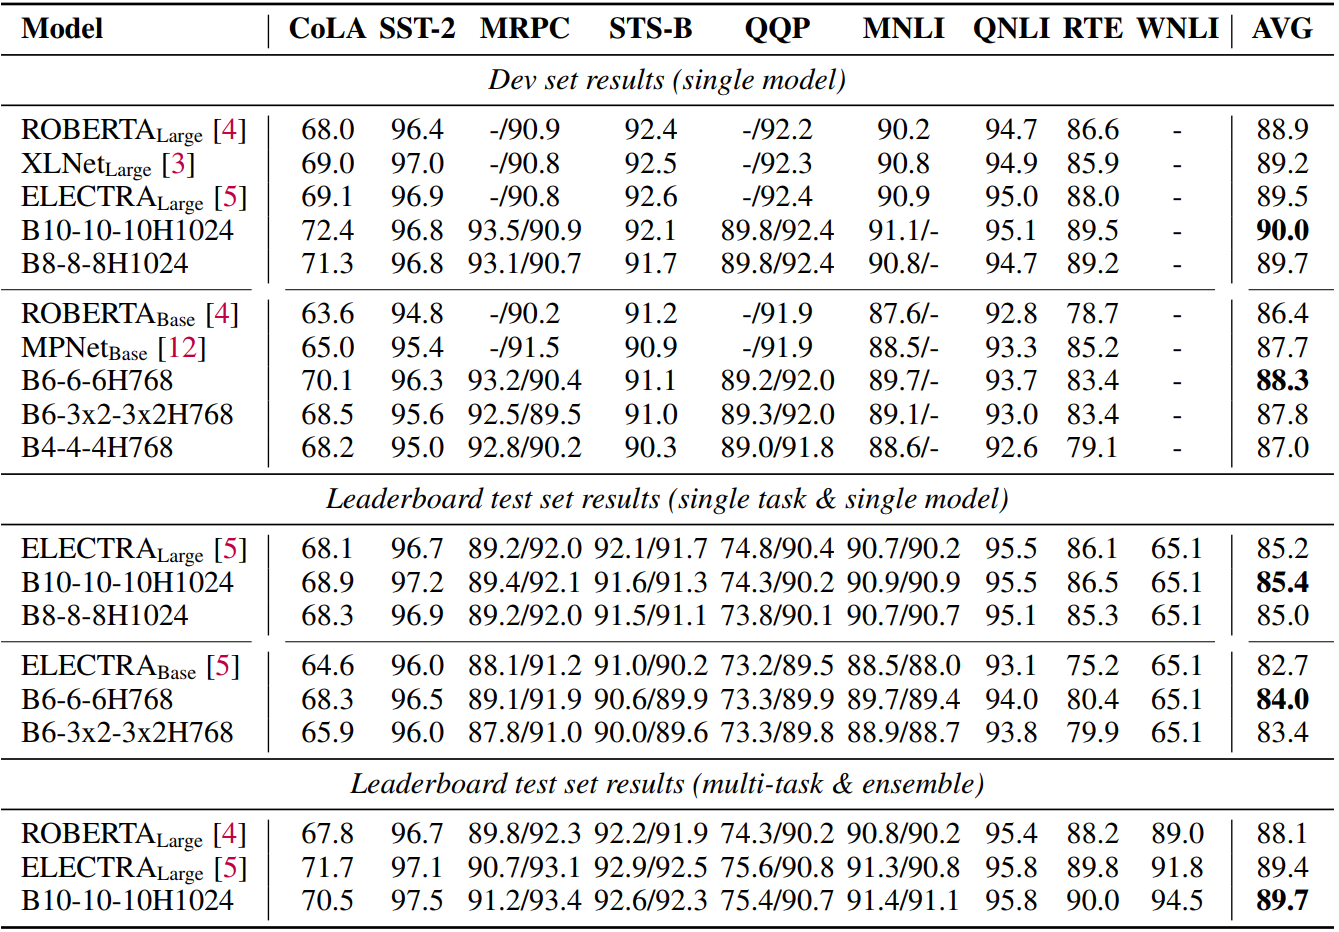 Model CoLA SST-2 MRPC STS-B QQP MNLI QNLI RTE WNLI AVG
Dev set results (single model)
ROBERTALarge [4] 68.0 96.4 -/90.9 92.4 -/92.2 90.2 94.7 86.6 - 88.9
XLNetLarge [3] 69.0 97.0 -/90.8 92.5 -/92.3 90.8 94.9 85.9 - 89.2
ELECTRALarge [5] 69.1 96.9 -/90.8 92.6 -/92.4 90.9 95.0 88.0 - 89.5
B10-10-10H1024 72.4 96.8 93.5/90.9 92.1 89.8/92.4 91.1/- 95.1 89.5 - 90.0
B8-8-8H1024 71.3 96.8 93.1/90.7 91.7 89.8/92.4 90.8/- 94.7 89.2 - 89.7
ROBERTABase [4] 63.6 94.8 -/90.2 91.2 -/91.9 87.6/- 92.8 78.7 - 86.4
MPNetBase [12] 65.0 95.4 -/91.5 90.9 -/91.9 88.5/- 93.3 85.2 - 87.7
B6-6-6H768 70.1 96.3 93.2/90.4 91.1 89.2/92.0 89.7/- 93.7 83.4 - 88.3
B6-3x2-3x2H768 68.5 95.6 92.5/89.5 91.0 89.3/92.0 89.1/- 93.0 83.4 - 87.8
B4-4-4H768 68.2 95.0 92.8/90.2 90.3 89.0/91.8 88.6/- 92.6 79.1 - 87.0
Leaderboard test set results (single task & single model)
ELECTRALarge [5] 68.1 96.7 89.2/92.0 92.1/91.7 74.8/90.4 90.7/90.2 95.5 86.1 65.1 85.2
B10-10-10H1024 68.9 97.2 89.4/92.1 91.6/91.3 74.3/90.2 90.9/90.9 95.5 86.5 65.1 85.4
B8-8-8H1024 68.3 96.9 89.2/92.0 91.5/91.1 73.8/90.1 90.7/90.7 95.1 85.3 65.1 85.0
ELECTRABase [5] 64.6 96.0 88.1/91.2 91.0/90.2 73.2/89.5 88.5/88.0 93.1 75.2 65.1 82.7
B6-6-6H768 68.3 96.5 89.1/91.9 90.6/89.9 73.3/89.9 89.7/89.4 94.0 80.4 65.1 84.0
B6-3x2-3x2H768 65.9 96.0 87.8/91.0 90.0/89.6 73.3/89.8 88.9/88.7 93.8 79.9 65.1 83.4
Leaderboard test set results (multi-task & ensemble)
ROBERTALarge [4] 67.8 96.7 89.8/92.3 92.2/91.9 74.3/90.2 90.8/90.2 95.4 88.2 89.0 88.1
ELECTRALarge [5] 71.7 97.1 90.7/93.1 92.9/92.5 75.6/90.8 91.3/90.8 95.8 89.8 91.8 89.4
B10-10-10H1024 70.5 97.5 91.2/93.4 92.6/92.3 75.4/90.7 91.4/91.1 95.8 90.0 94.5 89.7